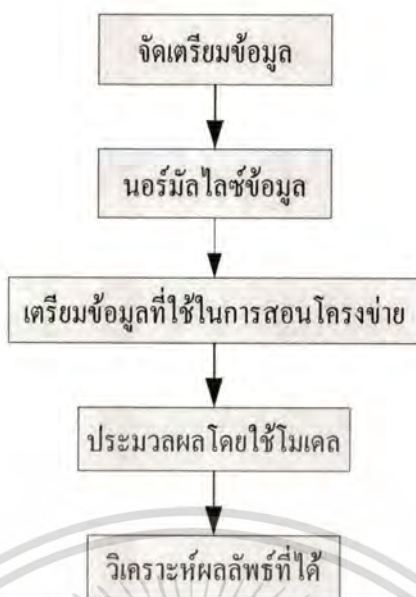 จัดเตรียมข้อมูล
นอร์มัลไลซ์ข้อมูล
เตรียมข้อมูลที่ใช้ในการสอนโครงข่าย
ประมวลผลโดยใช้โมเดล
วิเคราะห์ผลลัพธ์ที่ได้